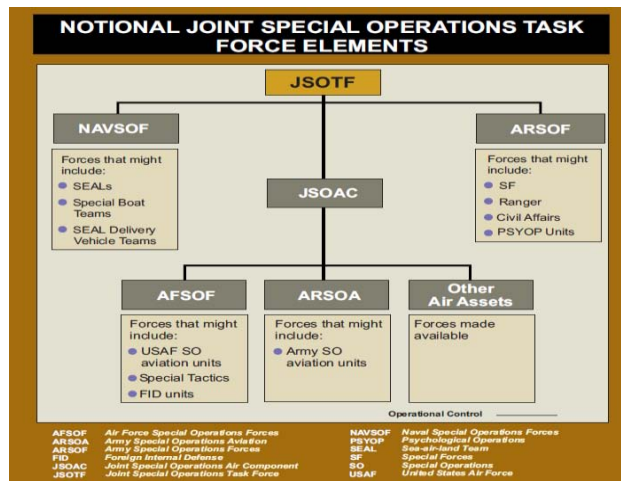 NOTIONAL JOINT SPECIAL OPERATIONS TASK
FORCE ELEMENTS
JSOTF
NAVSOF
Forces that might
include:
SEALs
Special Boat
Teams
SEAL Delivery
Vehicle Teams
ARSOF
Forces that might
include:
SF
Ranger
Civil Affairs
PSYOP Units
JSOAC
AFSOF
Forces that might
include:
USAF SO
aviation units
Special Tactics
FID units
ARSOA
Forces that might
include:
Army SO
aviation units
Other
Air Assets
Forces made
available
Operational Control
AFSOF Air Force Special Operations Forces
ARSOA Army Special Operations Aviation
ARSOF Army Special Operations Forces
FID Foreign Internal Defense
JSOAC Joint Special Operations Air Component
JSOTF Joint Special Operations Task Force
NAVSOF Naval Special Operations Forces
PSYOP Psychological Operations
SEAL Sea-air-land Team
SF Special Forces
SO Special Operations
USAF United States Air Force